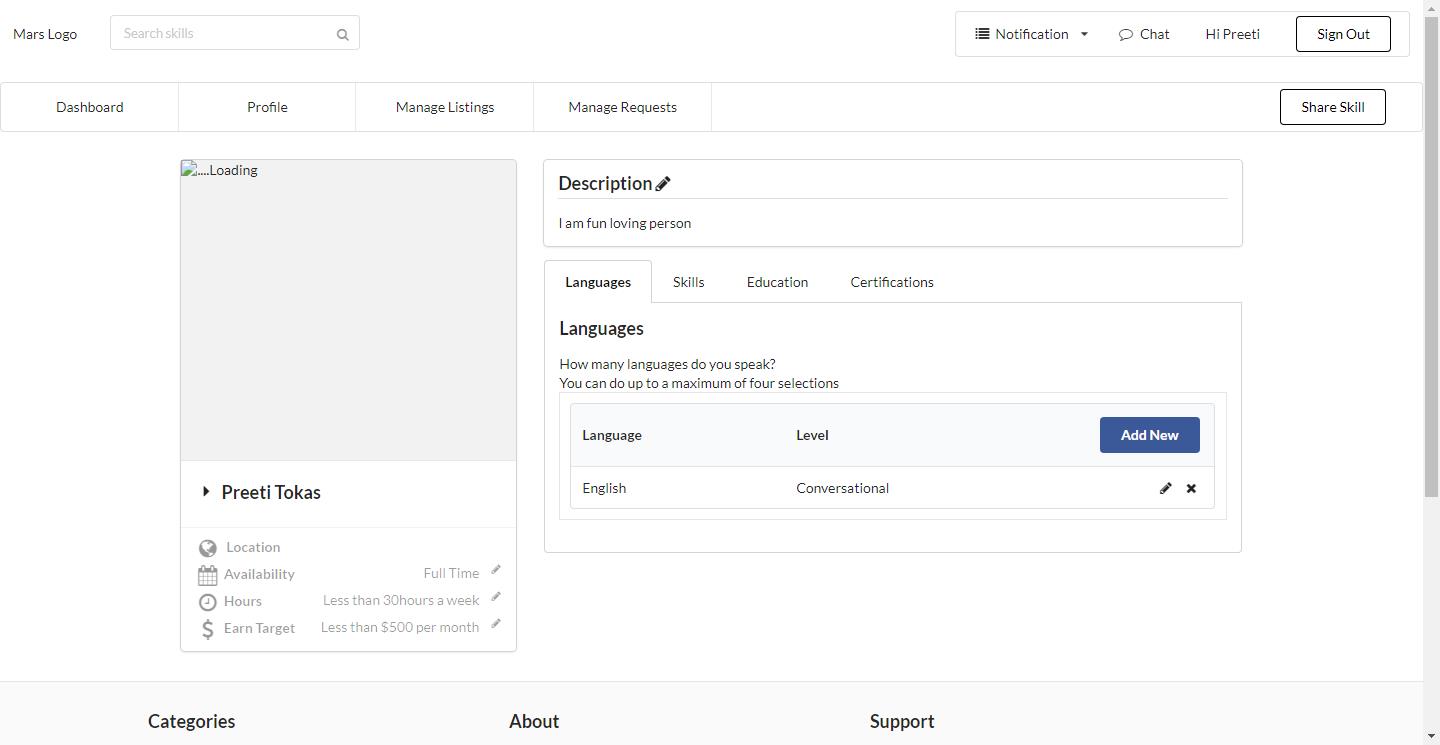 Mars Logo
Search skills
Notification
Chat
Hi Preeti
Sign Out
Dashboard
Profile
Manage Listings
Manage Requests
Share Skill
....Loading
Preeti Tokas
Location
Availability Full Time
Hours Less than 30hours a week
Earn Target Less than $500 per month
Description
I am fun loving person
Languages Skills Education Certifications
Languages
How many languages do you speak?
You can do up to a maximum of four selections
Language Level Add New
English Conversational
Categories About Support